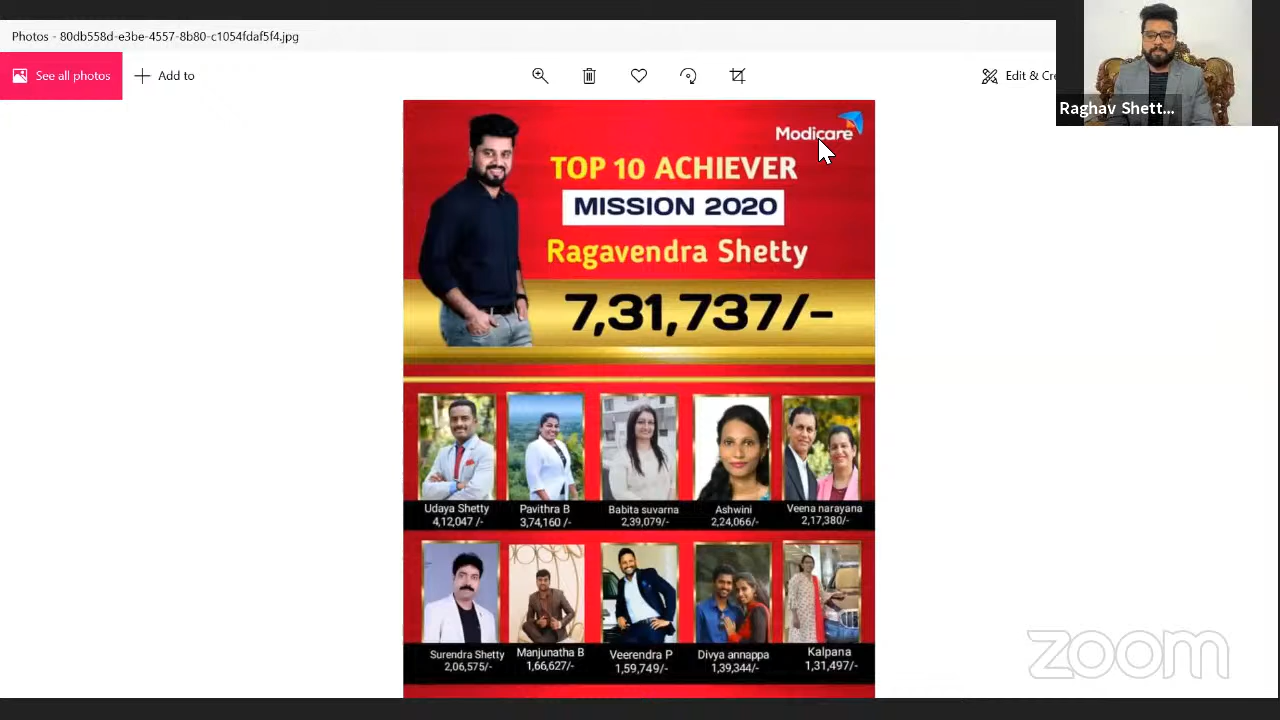 Photos - 80db558d-e3be-4557-8b80-c1054fdaf5f4.jpg
See all photos
Add to
Edit & Cre
Raghav Shett...
Modicare
TOP 10 ACHIEVER
MISSION 2020
Ragavendra Shetty
7,31,737/-
Udaya Shetty
4,12,047 /-
Pavithra B
3,74,160 /-
Babita suvarna
2,39,079/-
Ashwini
2,24,066/-
Veena narayana
2,17,380/-
Surendra Shetty
2,06,575/-
Manjunatha B
1,66,627/-
Veerendra P
1,59,749/-
Divya annappa
1,39,344/-
Kalpana
1,31,497/-
zoom